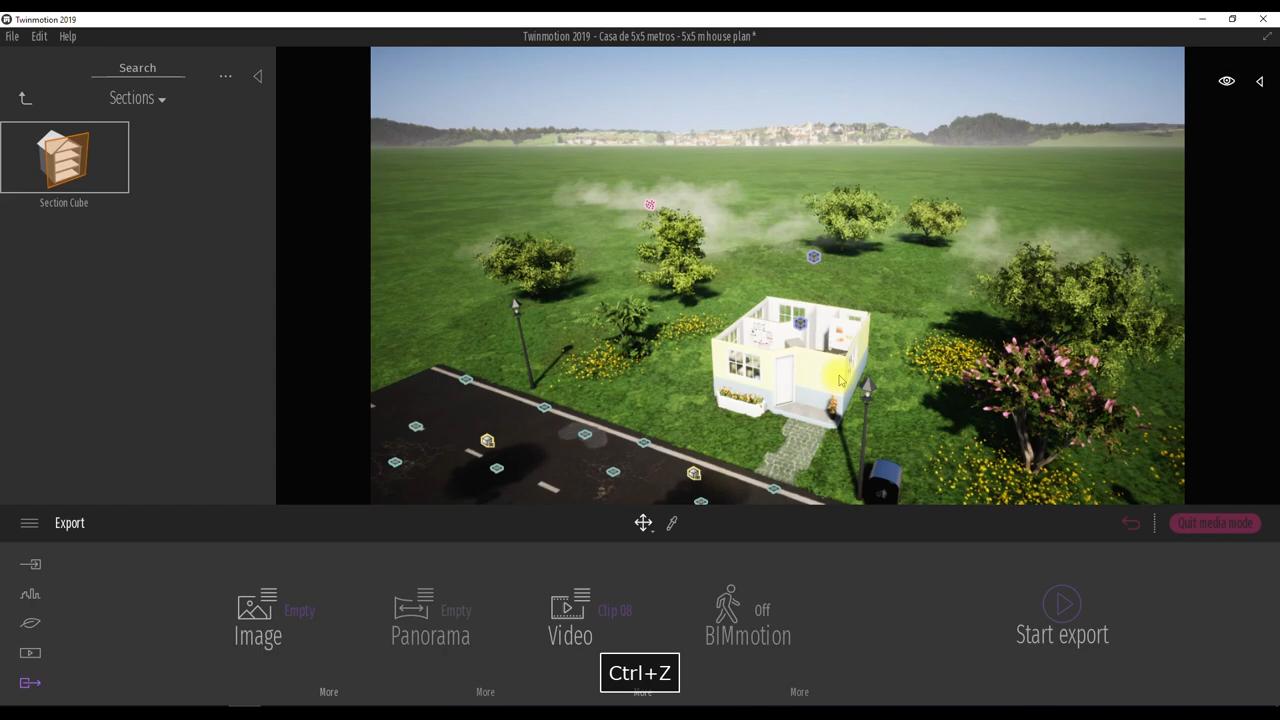 Twinmotion 2019
File Edit Help
Twinmotion 2019 - Casa de 5x5 metros - 5x5 m house plan*
Search
...
Sections
Section Cube
Export
Quit media mode
Empty
Image
Empty
Panorama
Clip 08
Video
Off
BIMmotion
Start export
Ctrl+Z
More
More
More
More